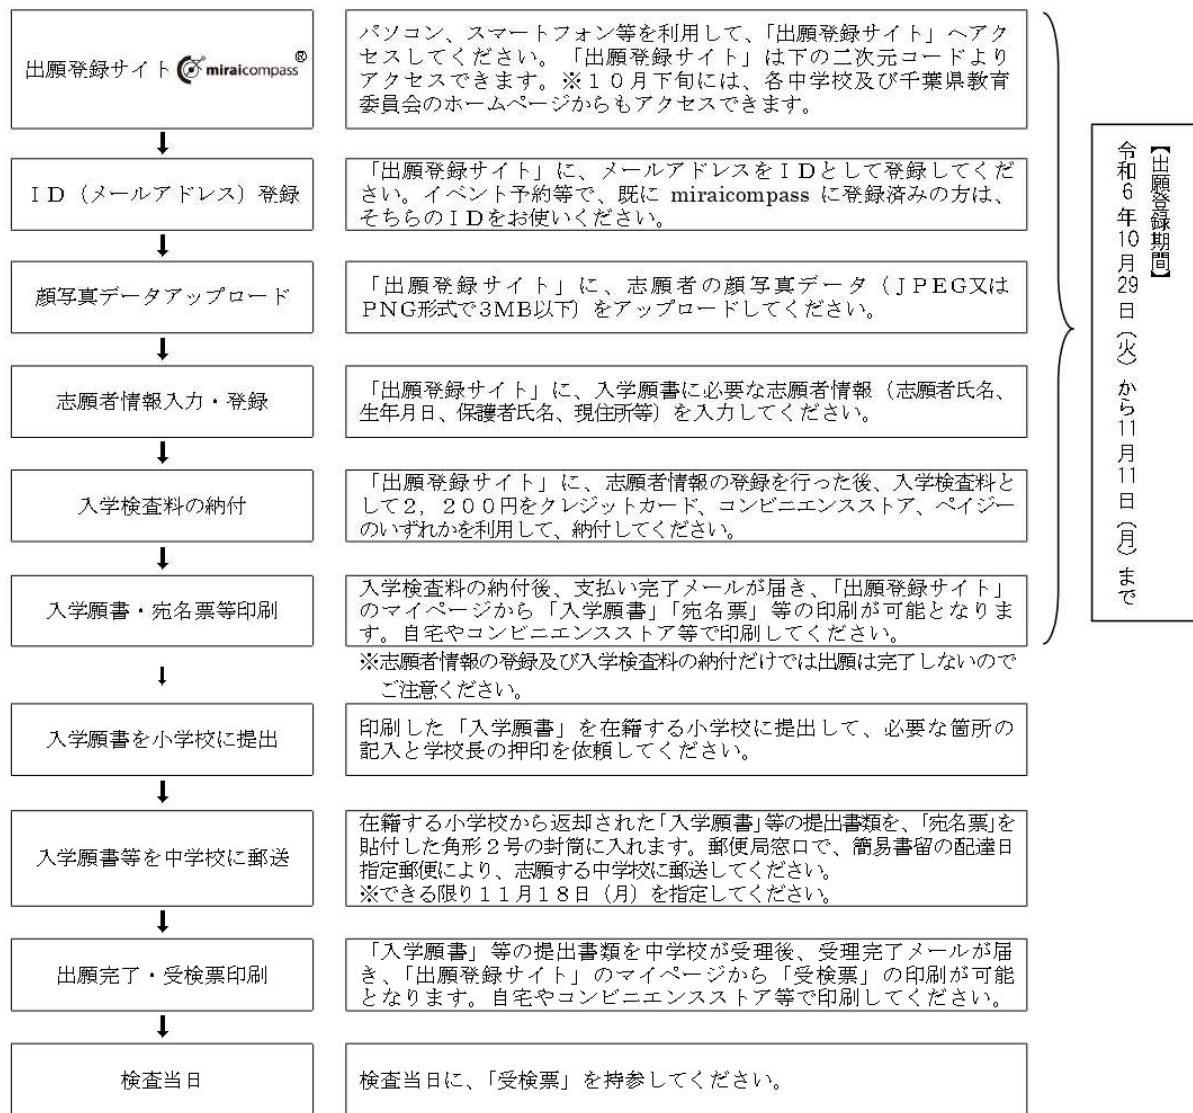 出願登録サイト miraicompass®
パソコン、スマートフォン等を利用して、「出願登録サイト」へアク
セスしてください。「出願登録サイト」は下の二次元コードより
アクセスできます。※１０月下旬には、各中学校及び千葉県教育
委員会のホームページからもアクセスできます。
ＩＤ（メールアドレス）登録
「出願登録サイト」に、メールアドレスをＩＤとして登録してくだ
さい。イベント予約等で、既に miraicompass に登録済みの方は、
そちらのＩＤをお使いください。
顔写真データアップロード
「出願登録サイト」に、志願者の顔写真データ（ＪＰＥＧ又は
ＰＮＧ形式で3MB以下）をアップロードしてください。
志願者情報入力・登録
「出願登録サイト」に、入学願書に必要な志願者情報（志願者氏名、
生年月日、保護者氏名、現住所等）を入力してください。
入学検査料の納付
「出願登録サイト」に、志願者情報の登録を行った後、入学検査料と
して２，２００円をクレジットカード、コンビニエンスストア、ペイジー
のいずれかを利用して、納付してください。
入学願書・宛名票等印刷
入学検査料の納付後、支払い完了メールが届き、「出願登録サイト」
のマイページから「入学願書」「宛名票」等の印刷が可能となりま
す。自宅やコンビニエンスストア等で印刷してください。
※志願者情報の登録及び入学検査料の納付だけでは出願は完了しないので
ご注意ください。
入学願書を小学校に提出
印刷した「入学願書」を在籍する小学校に提出して、必要な箇所の
記入と学校長の押印を依頼してください。
入学願書等を中学校に郵送
在籍する小学校から返却された「入学願書」等の提出書類を、「宛名票」を
貼付した角形２号の封筒に入れます。郵便局窓口で、簡易書留の配達日
指定郵便により、志願する中学校に郵送してください。
※できる限り１１月１８日（月）を指定してください。
出願完了・受検票印刷
「入学願書」等の提出書類を中学校が受理後、受理完了メールが届
き、「出願登録サイト」のマイページから「受検票」の印刷が可能
となります。自宅やコンビニエンスストア等で印刷してください。
検査当日
検査当日に、「受検票」を持参してください。
【出願登録期間】
令和６年10月29日（火）から11月11日（月）まで